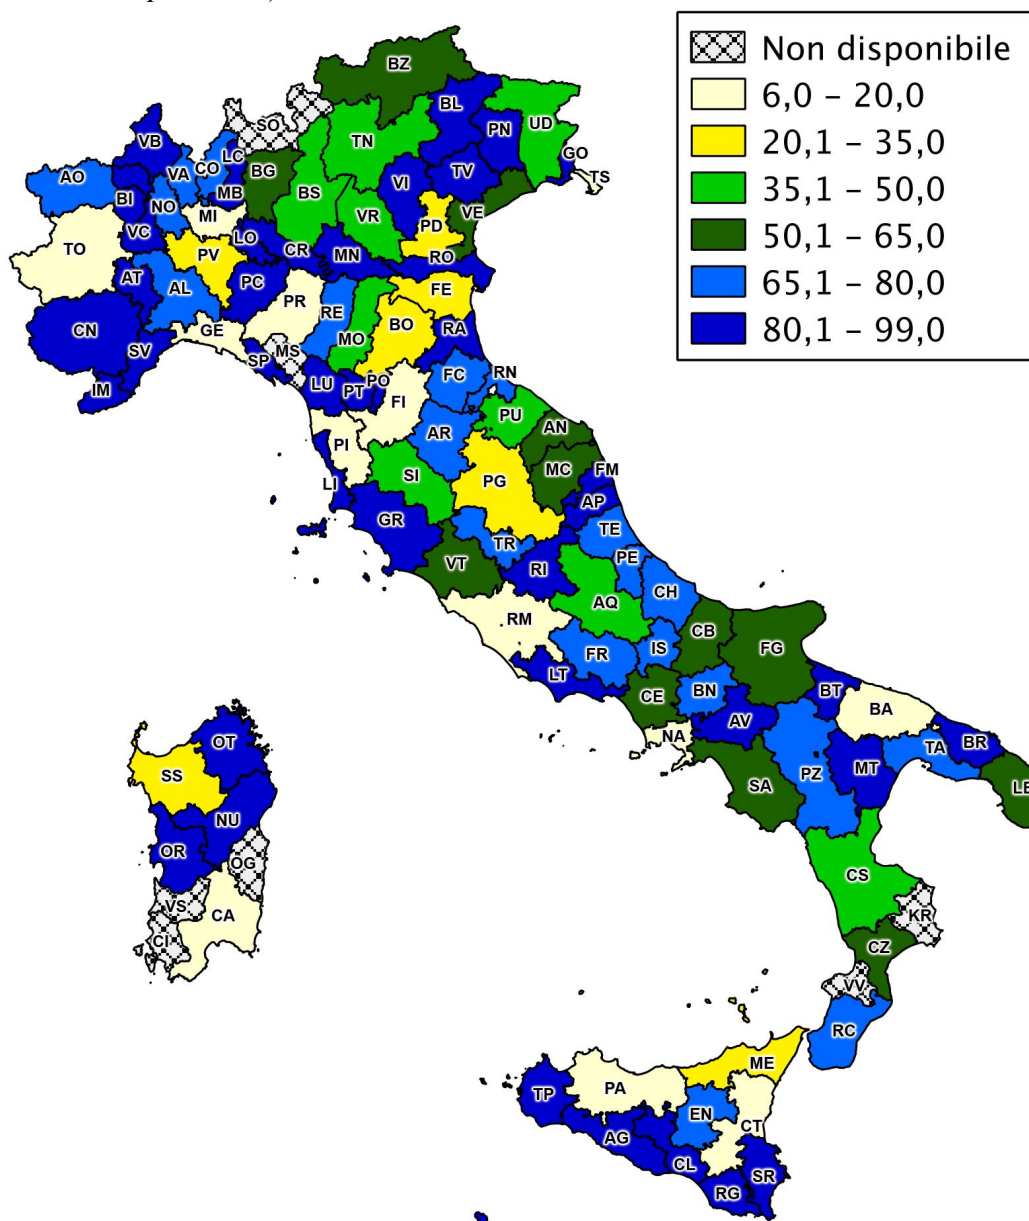 Non disponibile
6,0 – 20,0
20,1 – 35,0
35,1 – 50,0
50,1 – 65,0
65,1 – 80,0
80,1 – 99,0
BZ
SO
BL
UD
VB
TN
PN
LC
GO
AO
VA
CO
BG
TV
TS
BI
MB
BS
VI
NO
MI
VR
VE
VC
LO
PD
TO
PV
CR
MN
RO
AT
AL
PC
PR
RE
FE
CN
GE
MO
BO
RA
SV
SP
MS
IM
LU
PT
PO
FC
RN
FI
PI
AR
PU
AN
LI
SI
PG
MC
FM
GR
AP
TR
TE
VT
RI
PE
CH
AQ
RM
CB
FR
IS
FG
LT
CE
BN
BT
AV
BA
NA
OT
BR
TA
SS
SA
PZ
MT
LE
NU
OR
OG
CS
VS
CA
KR
CI
CZ
VV
RC
ME
TP
PA
EN
CT
AG
CL
SR
RG